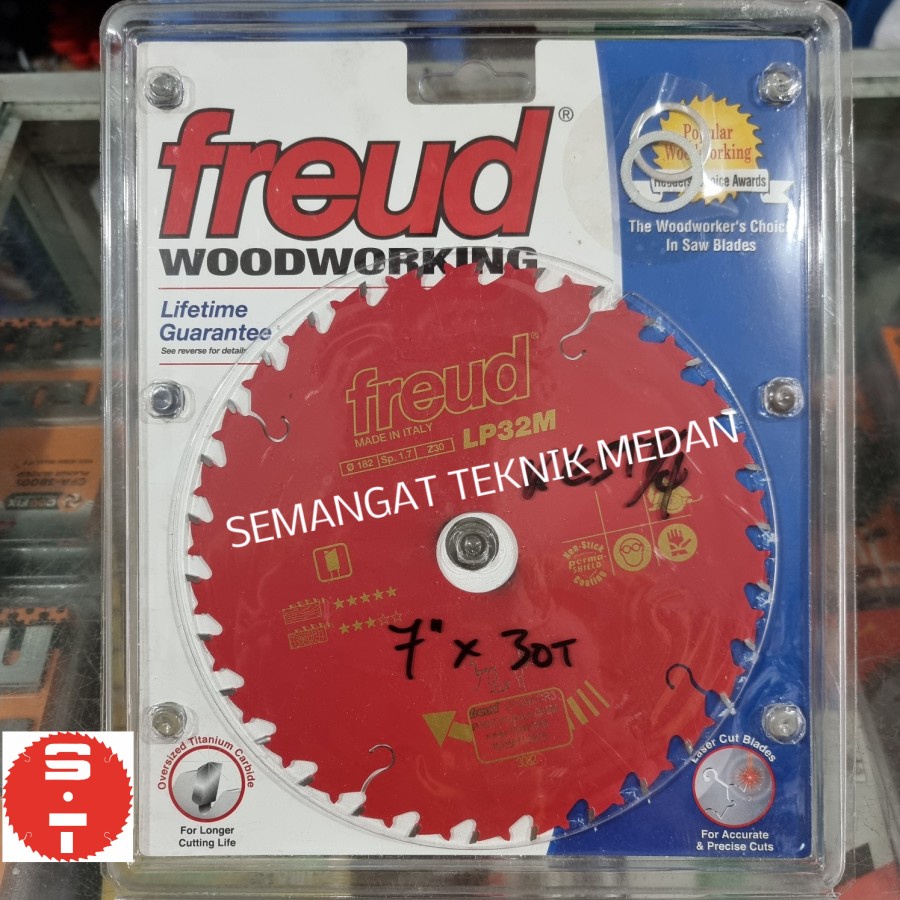 freud®
WOODWORKING
Lifetime
Guarantee
See reverse for details
Popular
Woodworking
Readers Choice Awards
The Woodworker's Choice
In Saw Blades
freud®
MADE IN ITALY
LP32M
Ø 182 Sp. 1.7 Z30
SEMANGAT TEKNIK MEDAN
Non-Stick
Perma
SHIELD
Coating
7" x 30T
freud
S•T
Oversized Titanium Carbide
For Longer
Cutting Life
Laser Cut Blades
For Accurate
& Precise Cuts